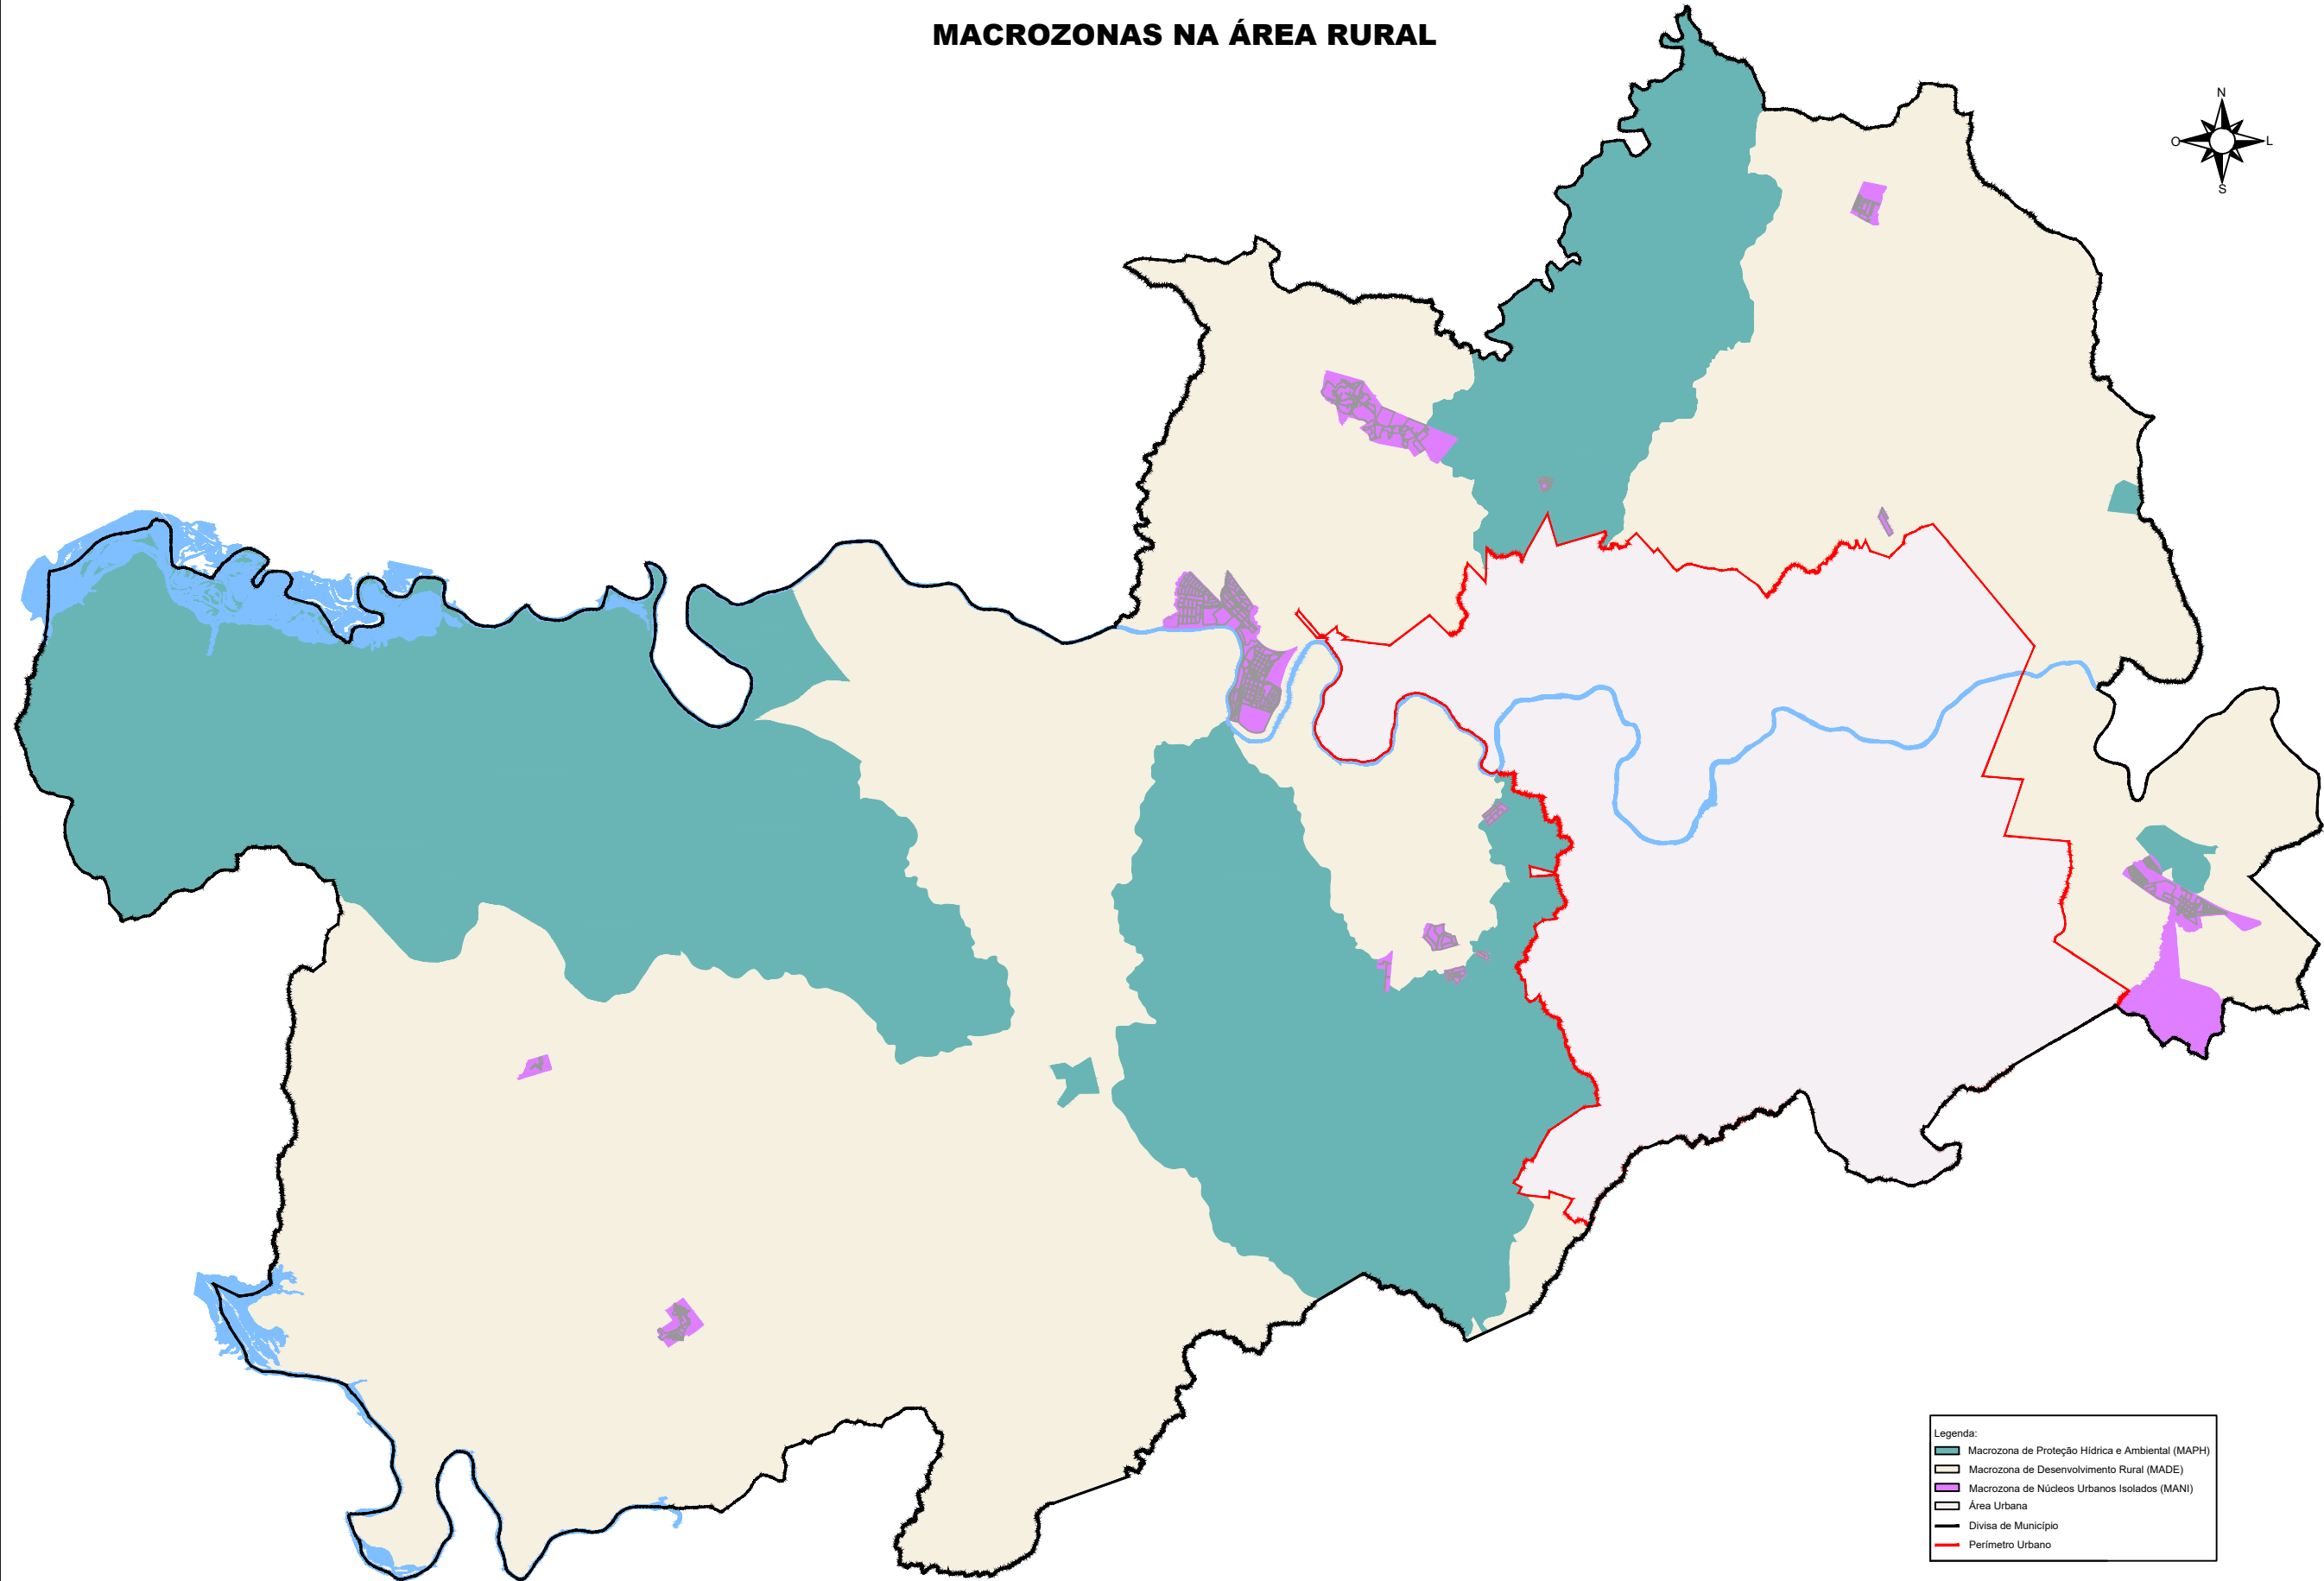 MACROZONAS NA ÁREA RURAL
N
O
L
S
Legenda:
Macrozona de Proteção Hídrica e Ambiental (MAPH)
Macrozona de Desenvolvimento Rural (MADE)
Macrozona de Núcleos Urbanos Isolados (MANI)
Área Urbana
Divisa de Município
Perímetro Urbano